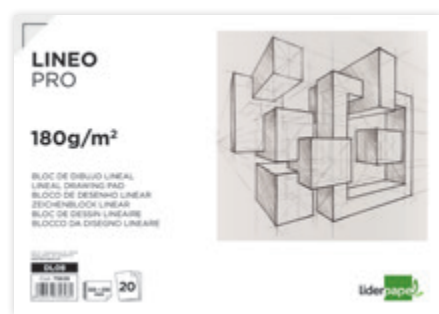 LINEO
PRO
180g/m²
BLOC DE DIBUJO LINEAL
LINEAL DRAWING PAD
BLOCO DE DESENHO LINEAR
ZEICHENBLOCK LINEAR
BLOC DE DESSIN LINEAIRE
BLOCCO DA DISEGNO LINEARE
DL08
20
liderpapel